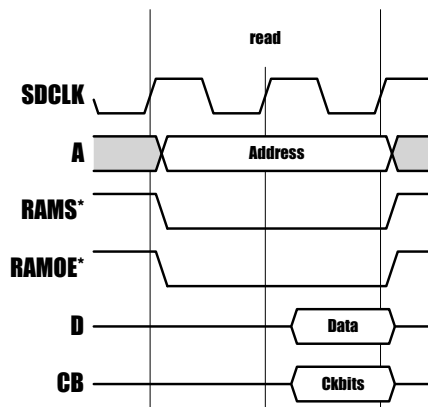 read
SDCLK
A Address
RAMS*
RAMOE*
D Data
CB Ckbits